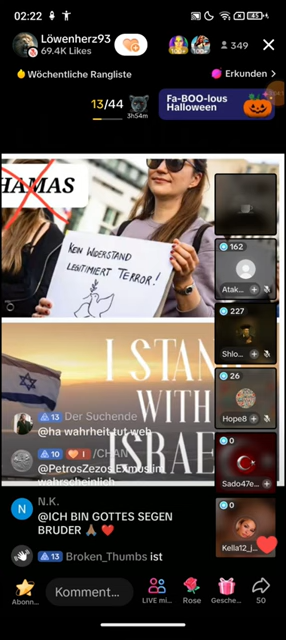 02:22
45
Löwenherz93
69.4K Likes
349
Wöchentliche Rangliste
Erkunden >
13/44
3h54m
Fa-BOO-lous
Halloween
HAMAS
KEIN WIDERSTAND
LEGITIMIERT TERROR!
162
Atak...
227
Shlo...
26
Hope8
0
Sado47e...
0
Kella12_j...
I STAN
WITH
ISRAE
13 Der Suchende
@ha wahrheit tut weh
10 I /CHAN
@PetrosZezos
wahrscheinlich
N
N.K.
@ICH BIN GOTTES SEGEN
BRUDER 🙏🏽 ❤️
13 Broken_Thumbs ist
Abonn...
Komment...
LIVE mi...
Rose
Gesche...
50